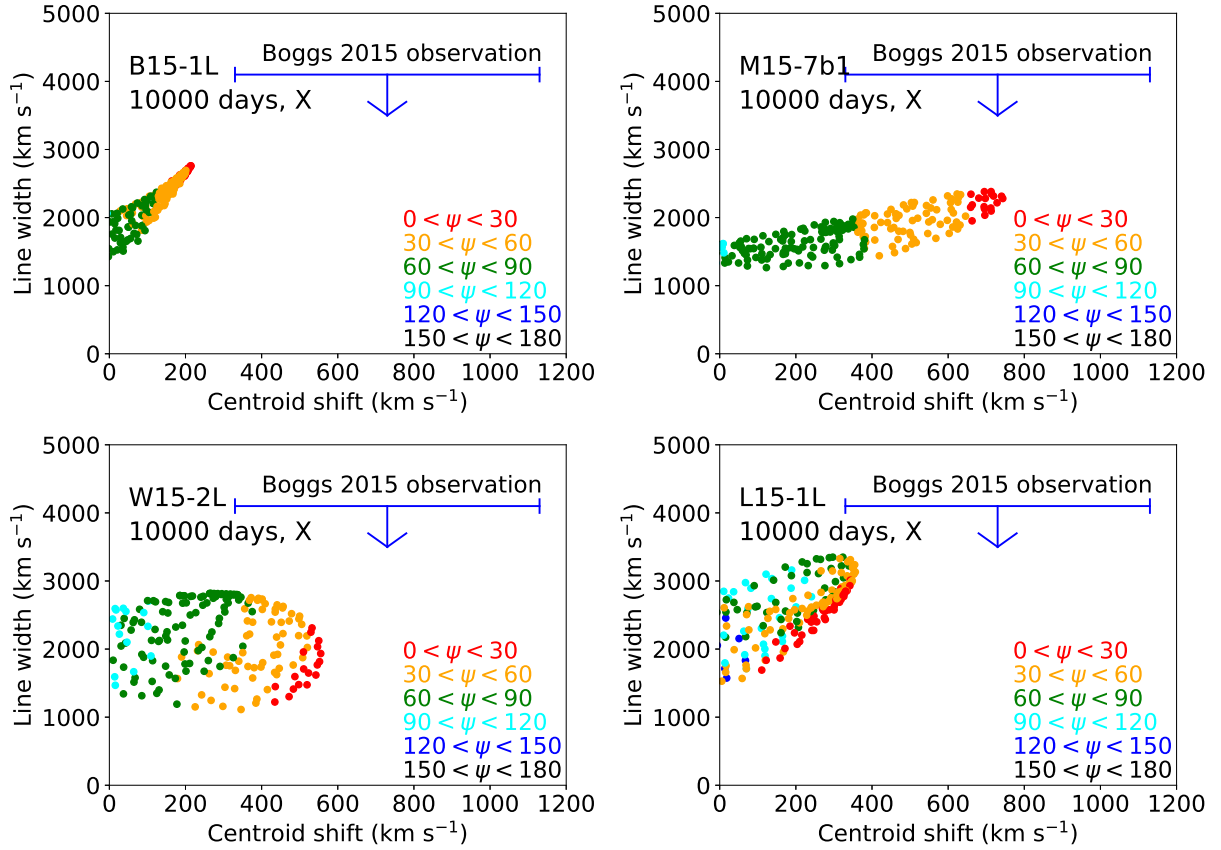 5000
4000
3000
2000
1000
0
Line width (km s⁻¹)
B15-1L
10000 days, X
Boggs 2015 observation
0 < ψ < 30
30 < ψ < 60
60 < ψ < 90
90 < ψ < 120
120 < ψ < 150
150 < ψ < 180
0 200 400 600 800 1000 1200
Centroid shift (km s⁻¹)
5000
4000
3000
2000
1000
0
Line width (km s⁻¹)
M15-7b1
10000 days, X
Boggs 2015 observation
0 < ψ < 30
30 < ψ < 60
60 < ψ < 90
90 < ψ < 120
120 < ψ < 150
150 < ψ < 180
0 200 400 600 800 1000 1200
Centroid shift (km s⁻¹)
5000
4000
3000
2000
1000
0
Line width (km s⁻¹)
W15-2L
10000 days, X
Boggs 2015 observation
0 < ψ < 30
30 < ψ < 60
60 < ψ < 90
90 < ψ < 120
120 < ψ < 150
150 < ψ < 180
0 200 400 600 800 1000 1200
Centroid shift (km s⁻¹)
5000
4000
3000
2000
1000
0
Line width (km s⁻¹)
L15-1L
10000 days, X
Boggs 2015 observation
0 < ψ < 30
30 < ψ < 60
60 < ψ < 90
90 < ψ < 120
120 < ψ < 150
150 < ψ < 180
0 200 400 600 800 1000 1200
Centroid shift (km s⁻¹)